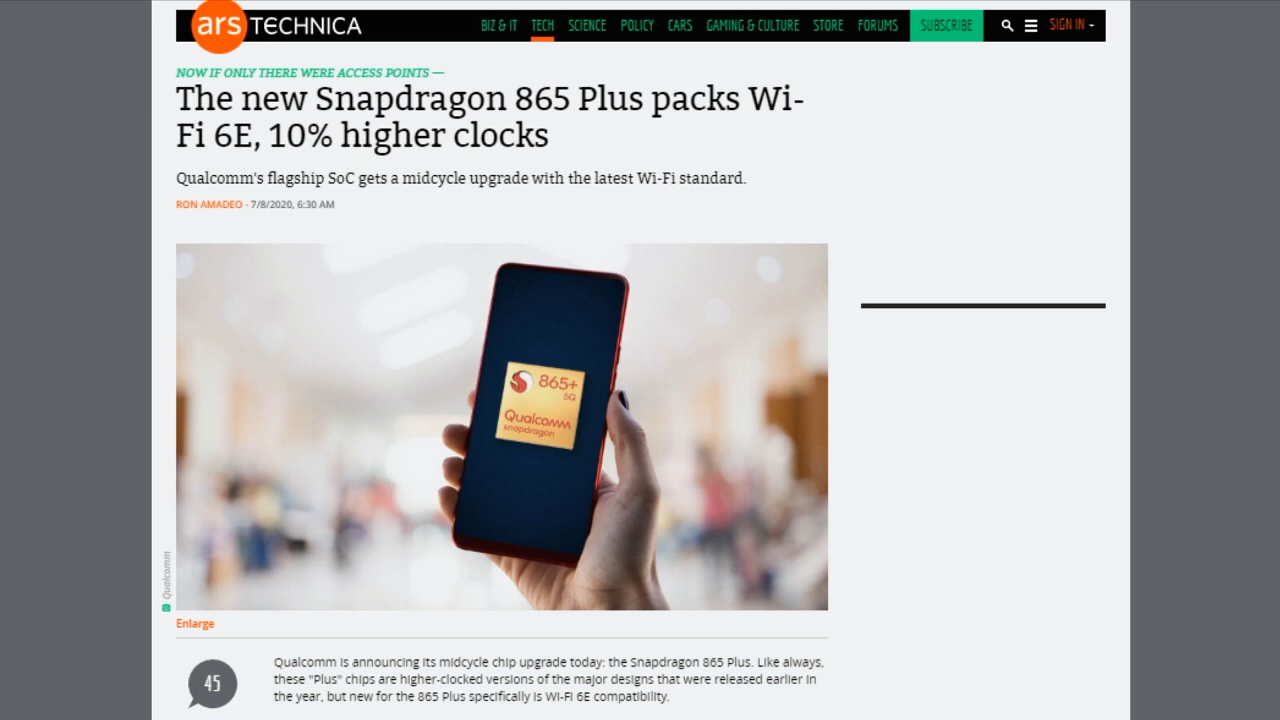 ars TECHNICA
BIZ & IT TECH SCIENCE POLICY CARS GAMING & CULTURE STORE FORUMS SUBSCRIBE SIGN IN
NOW IF ONLY THERE WERE ACCESS POINTS —
The new Snapdragon 865 Plus packs Wi-
Fi 6E, 10% higher clocks
Qualcomm's flagship SoC gets a midcycle upgrade with the latest Wi-Fi standard.
RON AMADEO - 7/8/2020, 6:30 AM
865+
5G
Qualcomm
snapdragon
Qualcomm
Enlarge
45
Qualcomm is announcing its midcycle chip upgrade today: the Snapdragon 865 Plus. Like always,
these "Plus" chips are higher-clocked versions of the major designs that were released earlier in
the year, but new for the 865 Plus specifically is Wi-Fi 6E compatibility.